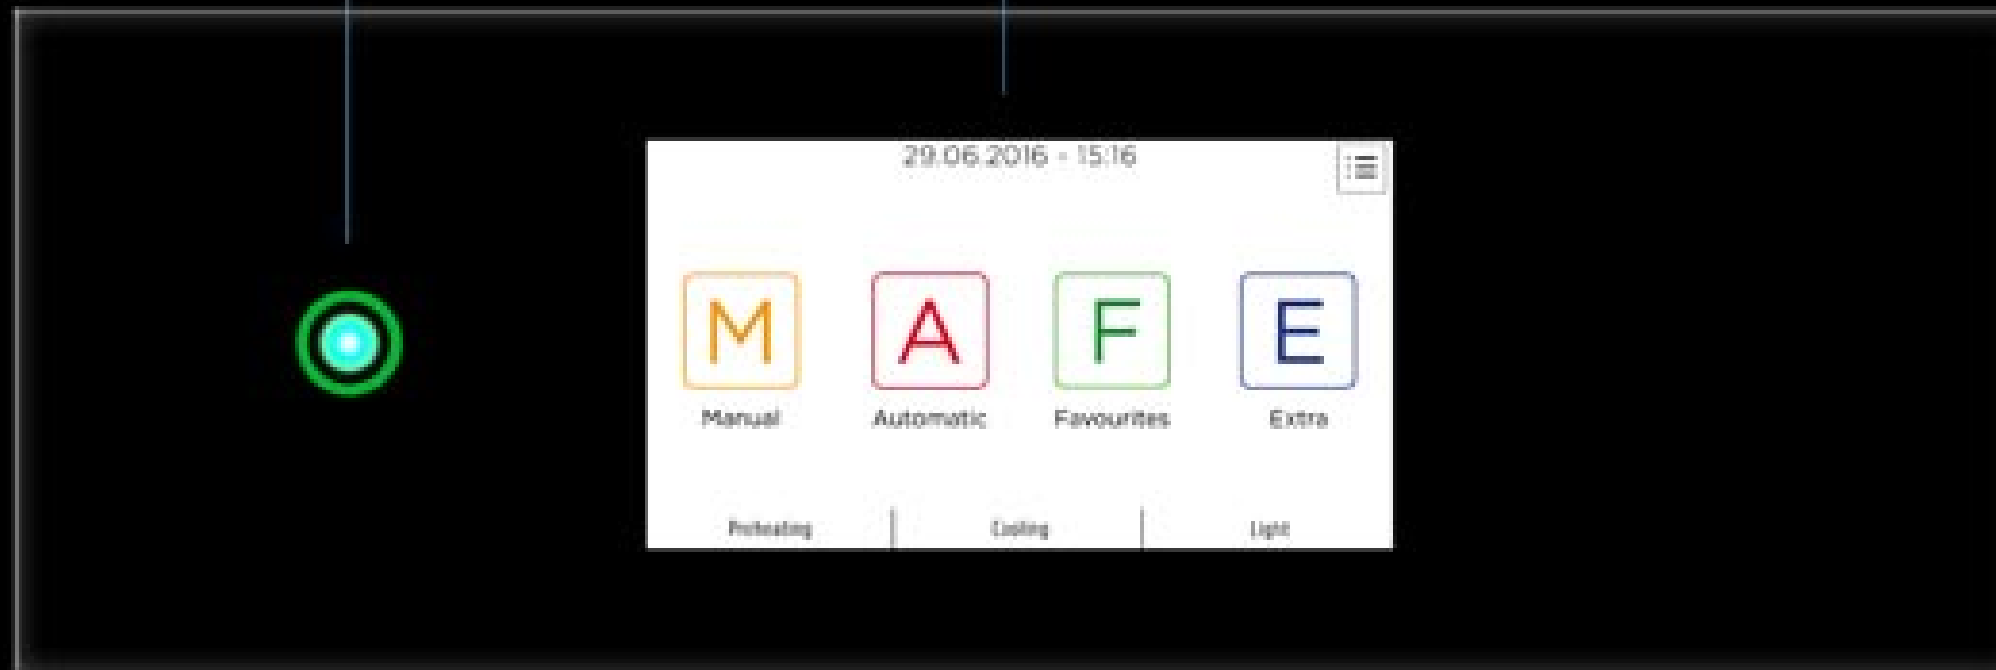 29.06.2016 - 15:16
M A F E
Manual Automatic Favourites Extra
Preheating Cooling Light